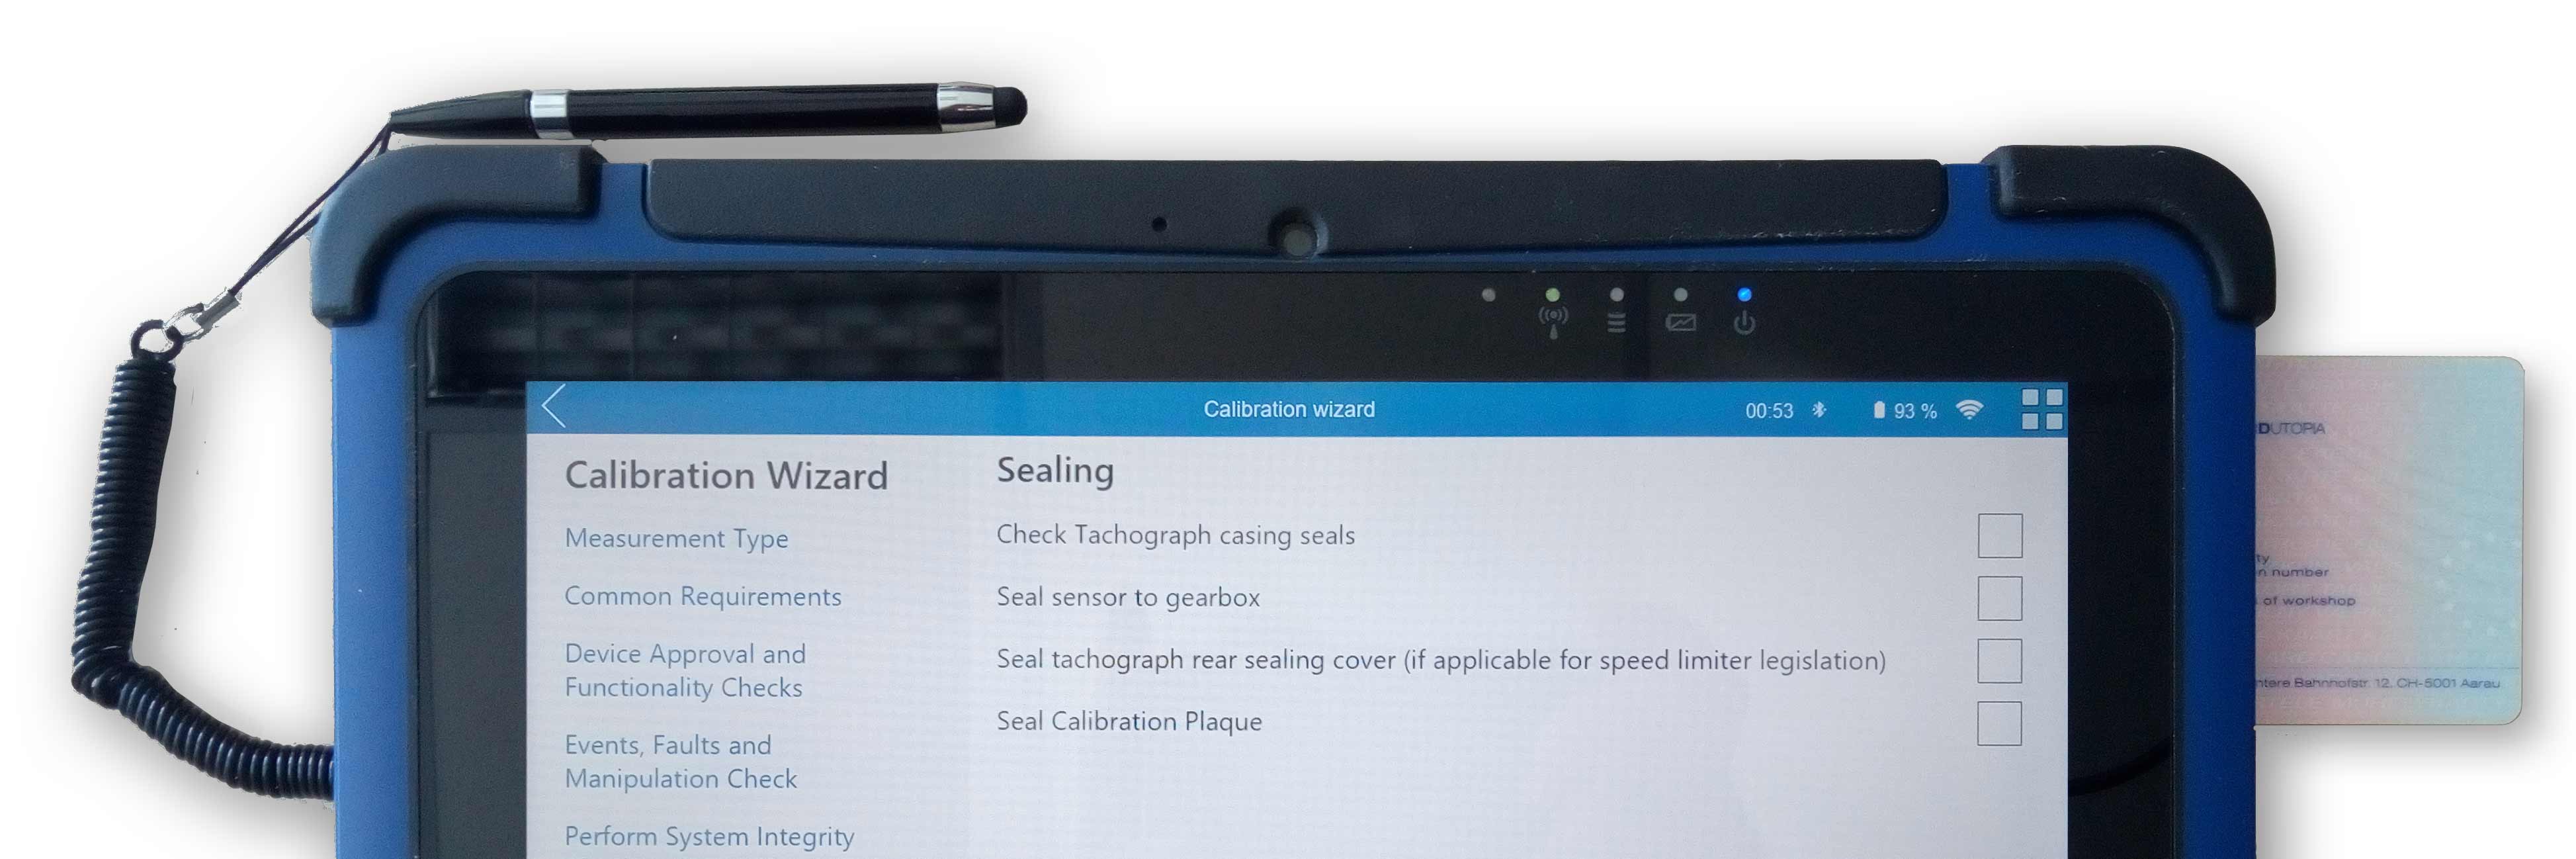 Calibration wizard
00:53
93 %
Calibration Wizard
Measurement Type
Common Requirements
Device Approval and
Functionality Checks
Events, Faults and
Manipulation Check
Perform System Integrity
Sealing
Check Tachograph casing seals
Seal sensor to gearbox
Seal tachograph rear sealing cover (if applicable for speed limiter legislation)
Seal Calibration Plaque
DUTOPIA
ty
n number
of workshop
ntere Bahnhofstr. 12, CH-5001 Aarau